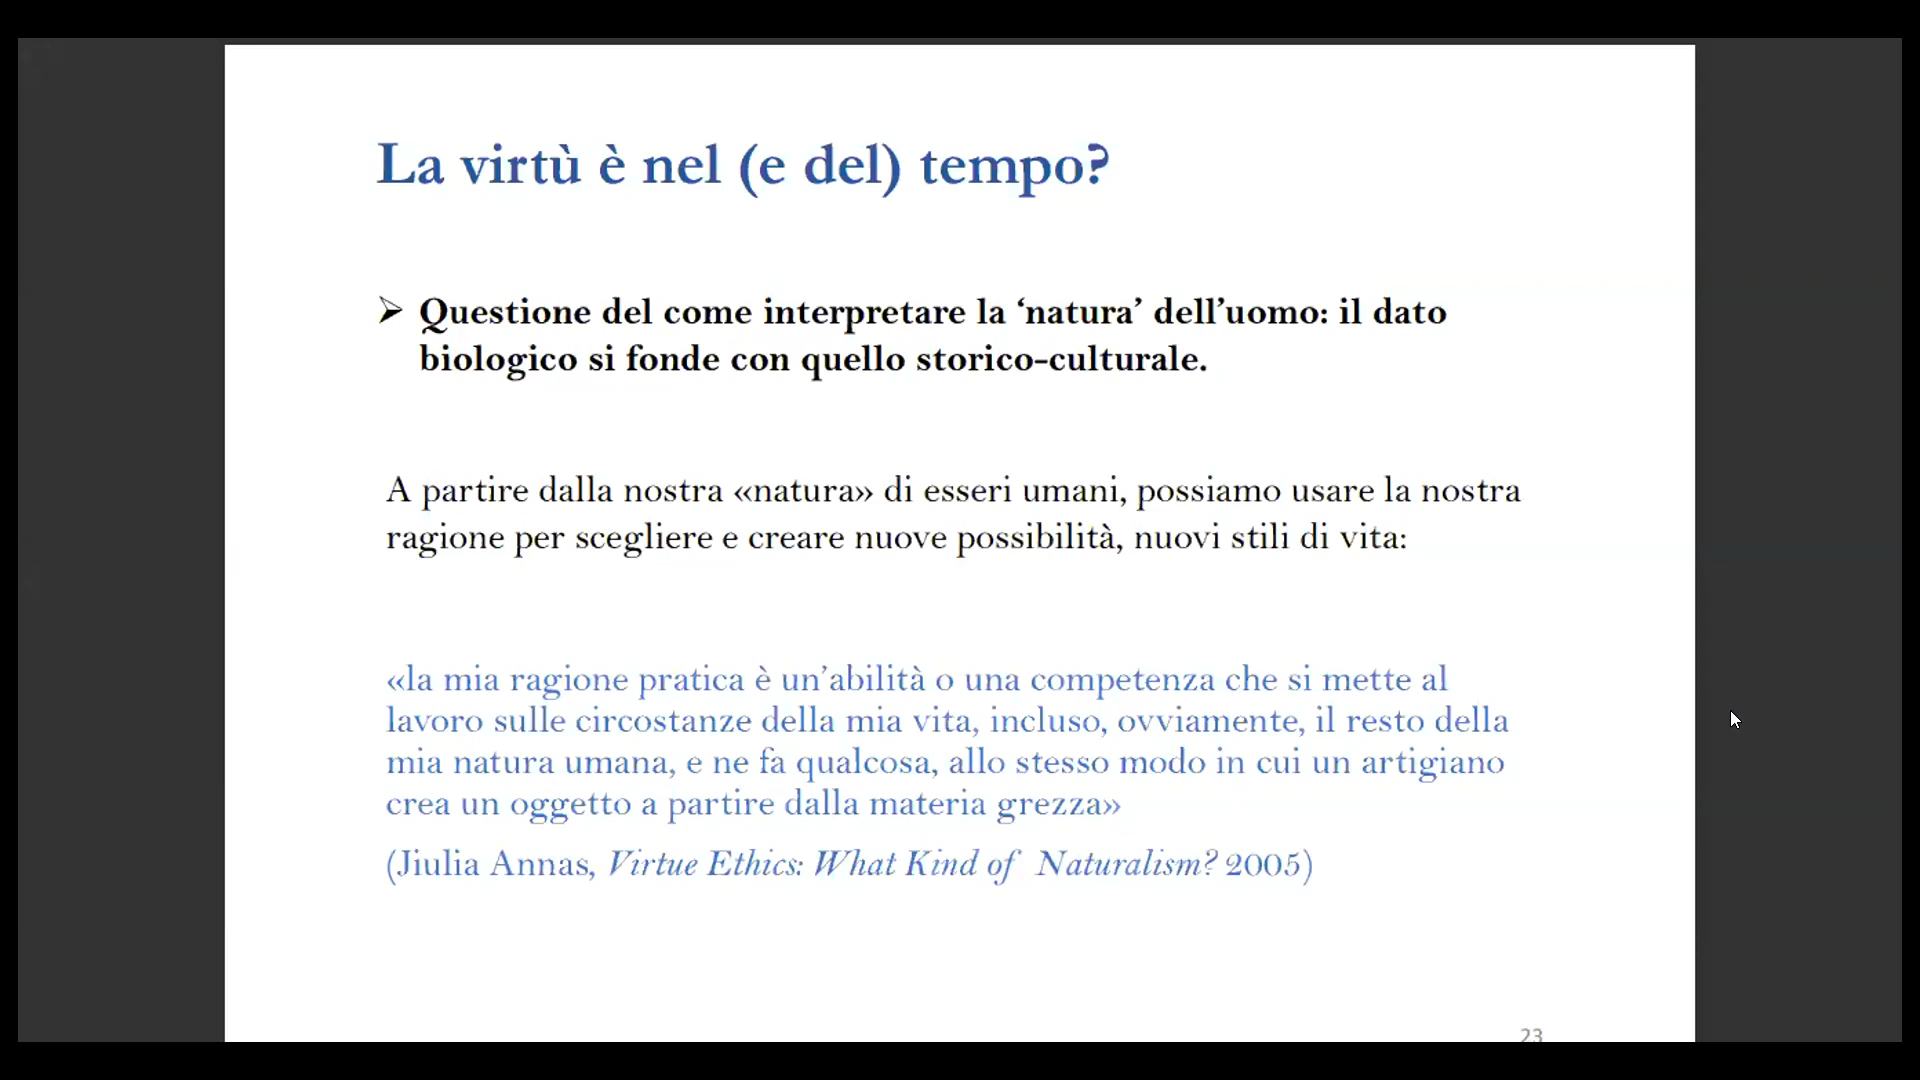 La virtù è nel (e del) tempo?
➢ Questione del come interpretare la ‘natura’ dell’uomo: il dato
biologico si fonde con quello storico-culturale.
A partire dalla nostra «natura» di esseri umani, possiamo usare la nostra
ragione per scegliere e creare nuove possibilità, nuovi stili di vita:
«la mia ragione pratica è un’abilità o una competenza che si mette al
lavoro sulle circostanze della mia vita, incluso, ovviamente, il resto della
mia natura umana, e ne fa qualcosa, allo stesso modo in cui un artigiano
crea un oggetto a partire dalla materia grezza»
(Jiulia Annas, Virtue Ethics: What Kind of Naturalism? 2005)
23